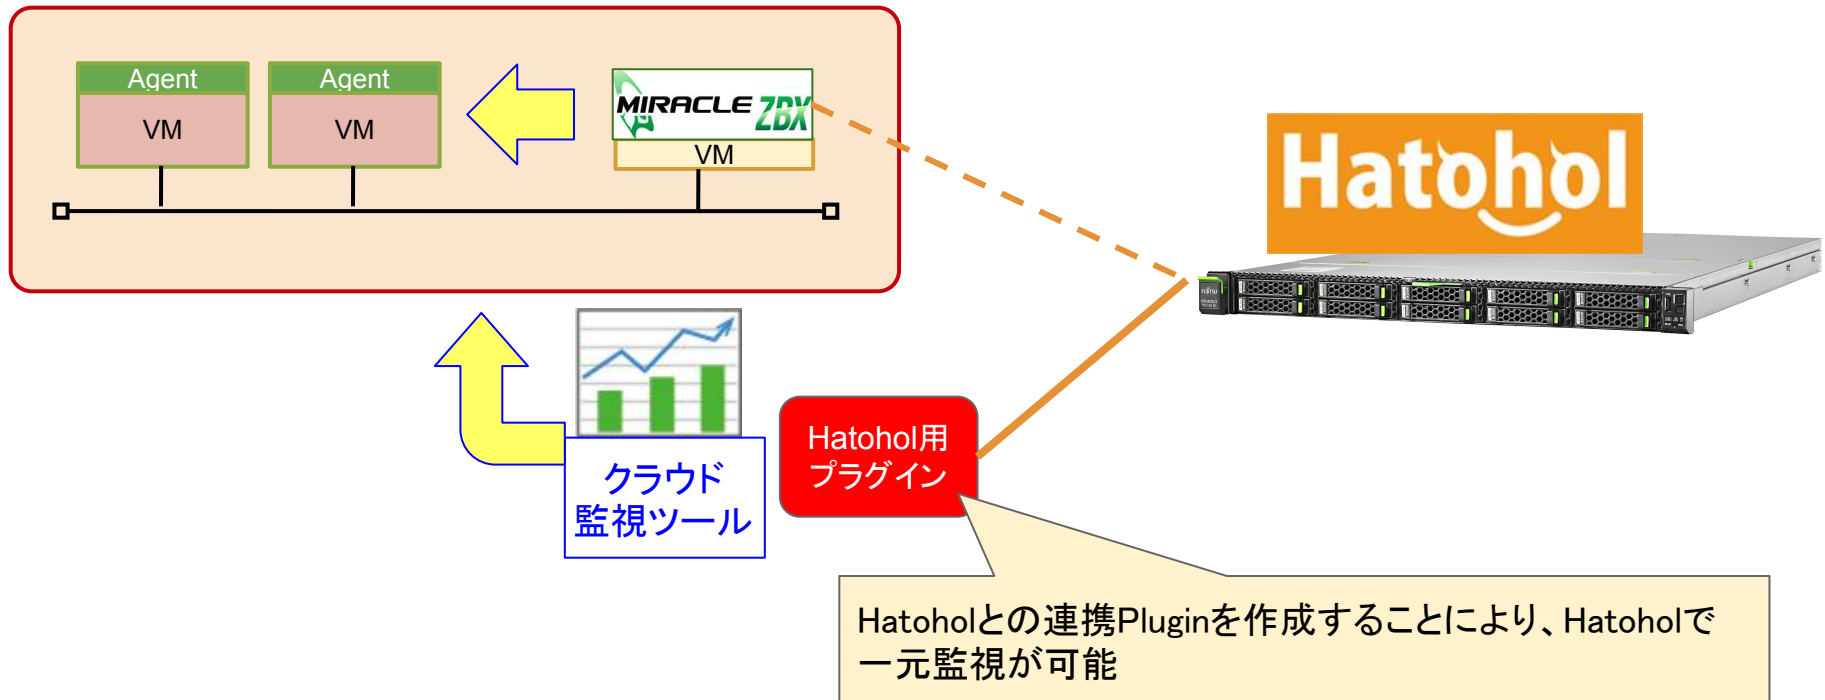 Agent
Agent
VM
VM
MIRACLE ZBX
VM
Hatohol
FUJITSU
クラウド
監視ツール
Hatohol用
プラグイン
Hatoholとの連携Pluginを作成することにより、Hatoholで
一元監視が可能